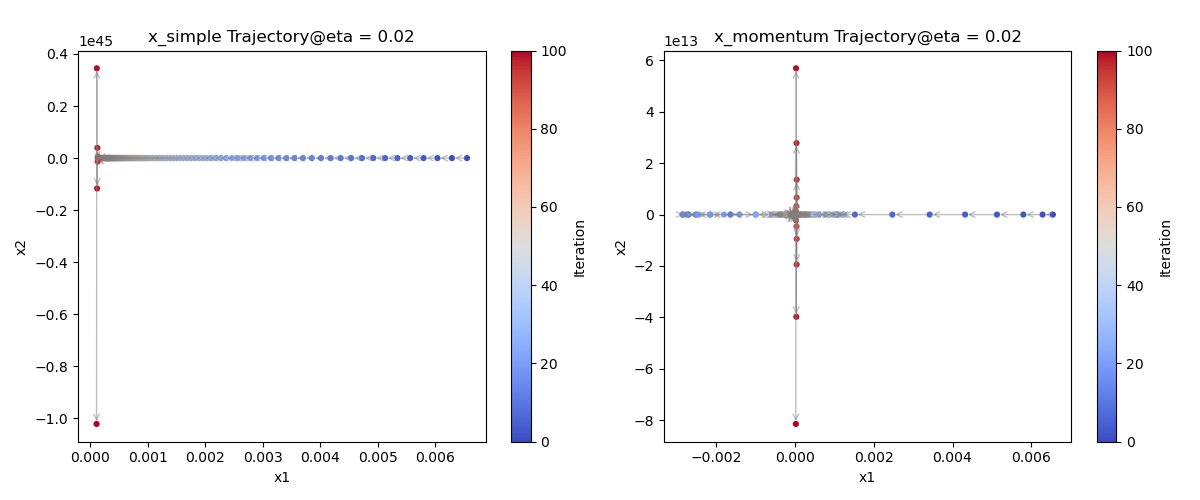 x_simple Trajectory@eta = 0.02
1e45
0.4
0.2
0.0
−0.2
−0.4
−0.6
−0.8
−1.0
x2
0.000 0.001 0.002 0.003 0.004 0.005 0.006
x1
100
80
60
40
20
0
Iteration
x_momentum Trajectory@eta = 0.02
1e13
6
4
2
0
−2
−4
−6
−8
x2
−0.002 0.000 0.002 0.004 0.006
x1
100
80
60
40
20
0
Iteration